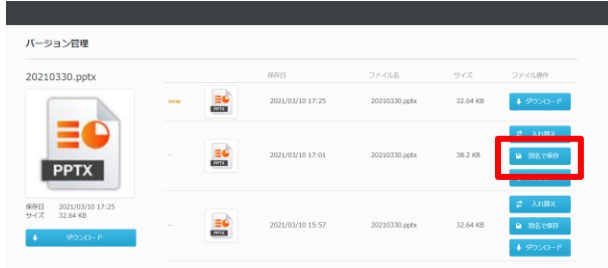 バージョン管理
20210330.pptx
保存日 ファイル名 サイズ ファイル操作
new PPTX 2021/03/10 17:25 20210330.pptx 32.64 KB ダウンロード
入れ替え
- PPTX 2021/03/10 17:01 20210330.pptx 38.2 KB 別名で保存
PPTX
保存日 2021/03/10 17:25
サイズ 32.64 KB
ダウンロード
入れ替え
- PPTX 2021/03/10 15:57 20210330.pptx 32.64 KB 別名で保存
ダウンロード